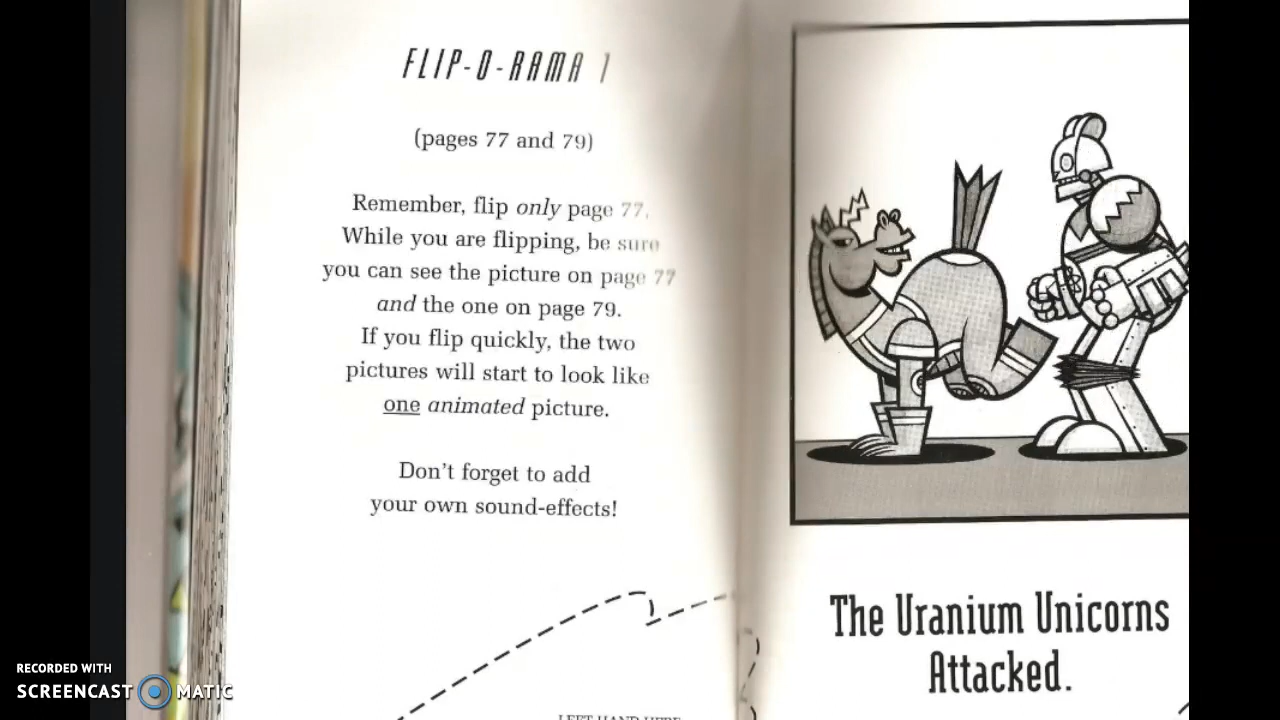 FLIP-O-RAMA 1
(pages 77 and 79)
Remember, flip only page 77.
While you are flipping, be sure
you can see the picture on page 77
and the one on page 79.
If you flip quickly, the two
pictures will start to look like
one animated picture.
Don't forget to add
your own sound-effects!
LEFT HAND HERE
The Uranium Unicorns
Attacked.
RECORDED WITH
SCREENCAST MATIC